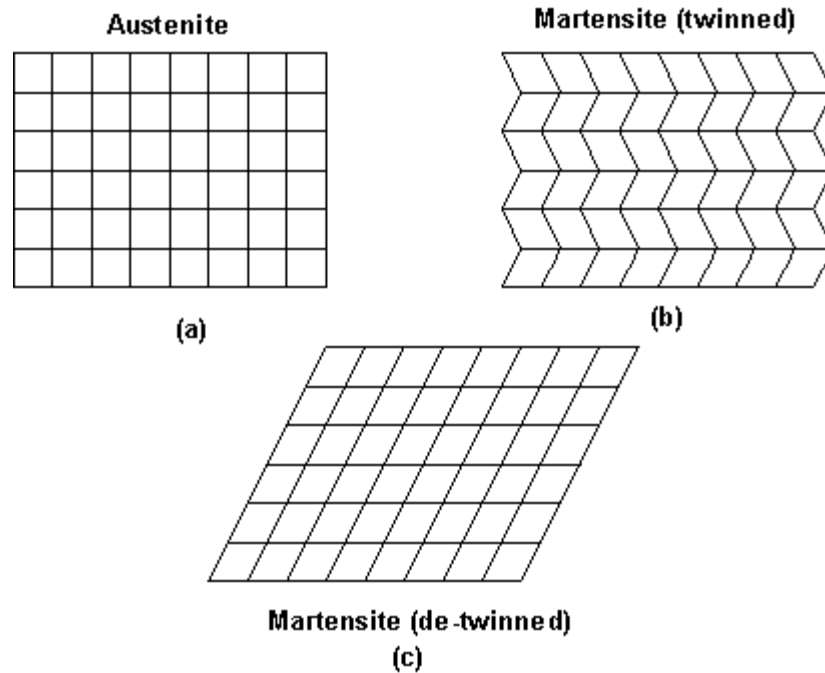 Austenite
Martensite (twinned)
(a)
(b)
Martensite (de-twinned)
(c)